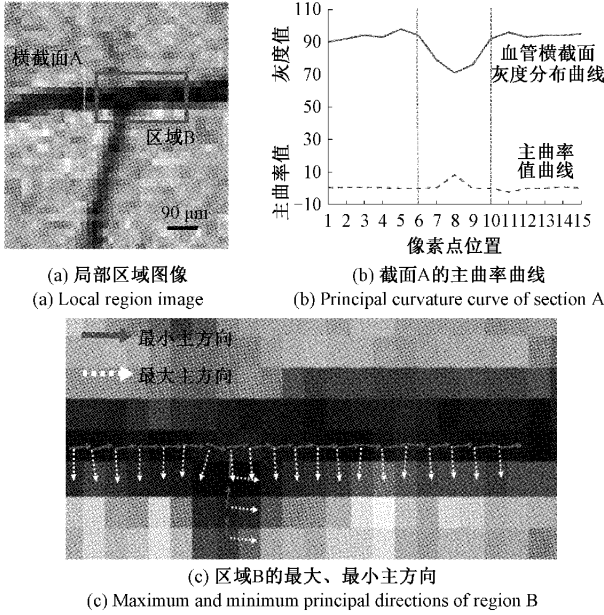 横截面A
区域B
90 μm
(a) 局部区域图像
(a) Local region image
110
90
70
50
30
10
-10
灰度值
主曲率值
血管横截面
灰度分布曲线
主曲率
值曲线
1 2 3 4 5 6 7 8 9 10 11 12 13 14 15
像素点位置
(b) 截面A的主曲率曲线
(b) Principal curvature curve of section A
最小主方向
最大主方向
(c) 区域B的最大、最小主方向
(c) Maximum and minimum principal directions of region B